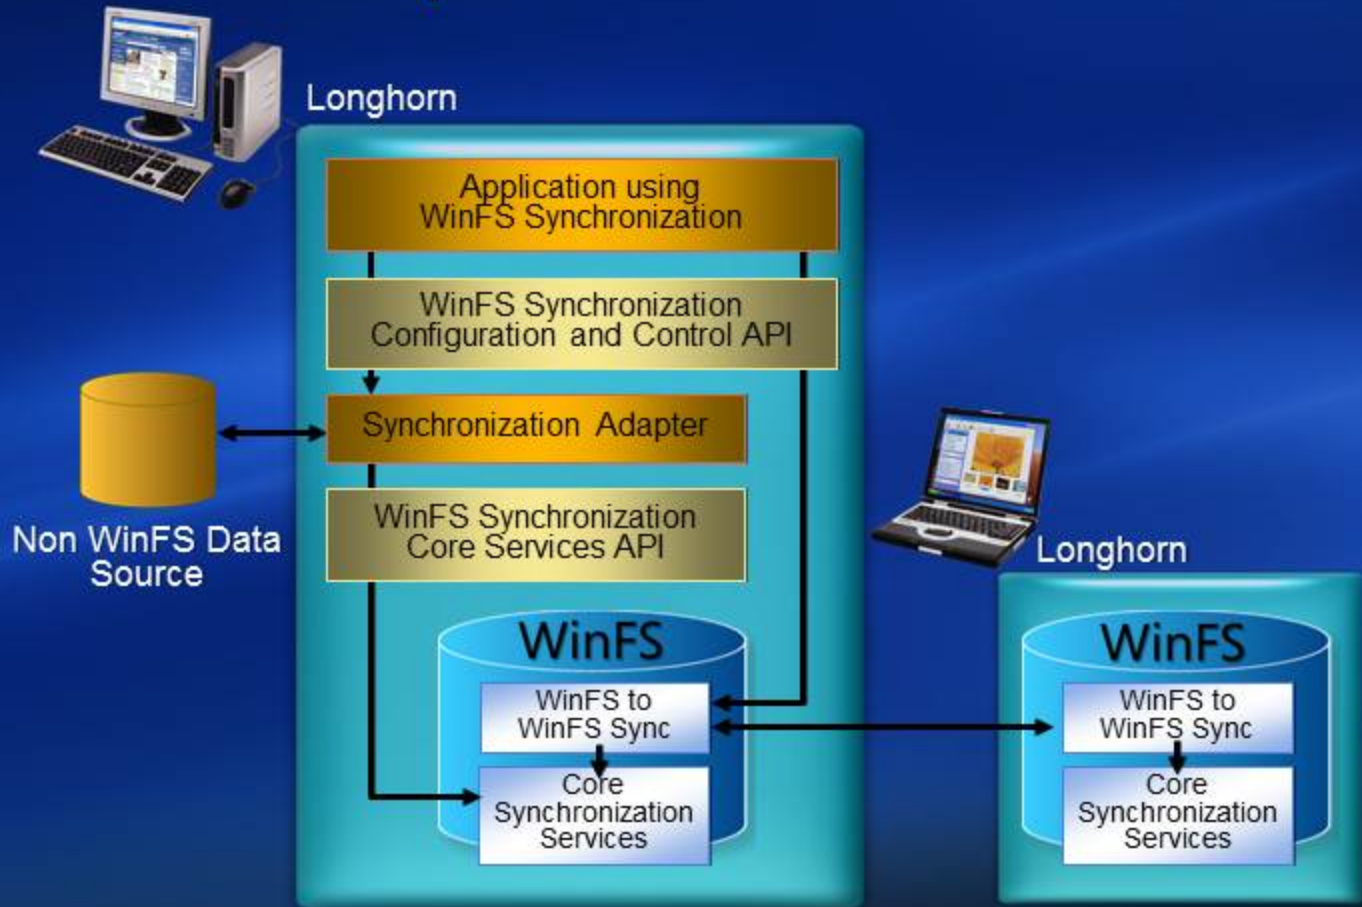 Longhorn
Application using
WinFS Synchronization
WinFS Synchronization
Configuration and Control API
Synchronization Adapter
WinFS Synchronization
Core Services API
Non WinFS Data
Source
WinFS
WinFS to
WinFS Sync
Core
Synchronization
Services
Longhorn
WinFS
WinFS to
WinFS Sync
Core
Synchronization
Services